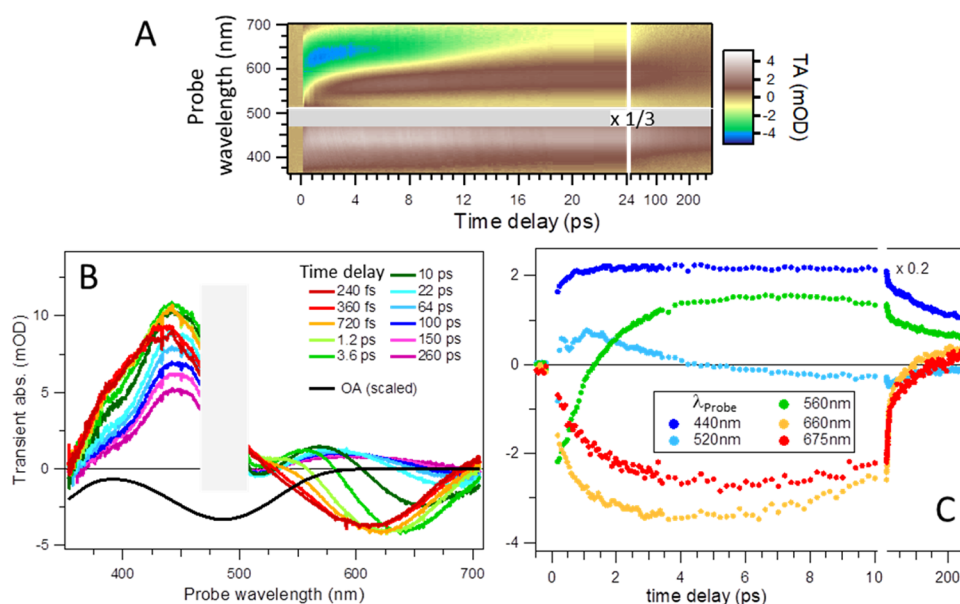 A
Probe
wavelength (nm)
700
600
500
400
x 1/3
0
4
8
12
16
20
24
100
200
Time delay (ps)
4
2
0
-2
-4
TA (mOD)
B
Transient abs. (mOD)
10
5
0
-5
Time delay
240 fs
360 fs
720 fs
1.2 ps
3.6 ps
10 ps
22 ps
64 ps
100 ps
150 ps
260 ps
OA (scaled)
400
500
600
700
Probe wavelength (nm)
2
0
-2
-4
x 0.2
λProbe
440nm
520nm
560nm
660nm
675nm
C
0
2
4
6
8
10
200
time delay (ps)